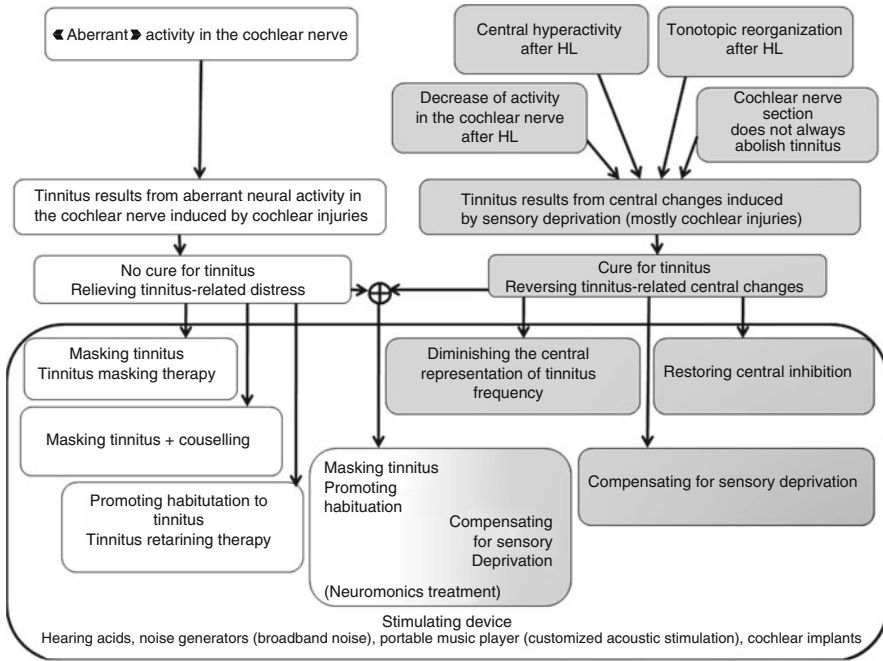 « Aberrant » activity in the cochlear nerve
Central hyperactivity
after HL
Tonotopic reorganization
after HL
Decrease of activity
in the cochlear nerve
after HL
Cochlear nerve
section
does not always
abolish tinnitus
Tinnitus results from aberrant neural activity in
the cochlear nerve induced by cochlear injuries
Tinnitus results from central changes induced
by sensory deprivation (mostly cochlear injuries)
No cure for tinnitus
Relieving tinnitus-related distress
Cure for tinnitus
Reversing tinnitus-related central changes
Masking tinnitus
Tinnitus masking therapy
Diminishing the central
representation of tinnitus
frequency
Restoring central inhibition
Masking tinnitus + couselling
Masking tinnitus
Promoting
habituation
Compensating
for sensory
Deprivation
(Neuromonics treatment)
Compensating for sensory deprivation
Promoting habitutation to
tinnitus
Tinnitus retarining therapy
Stimulating device
Hearing acids, noise generators (broadband noise), portable music player (customized acoustic stimulation), cochlear implants